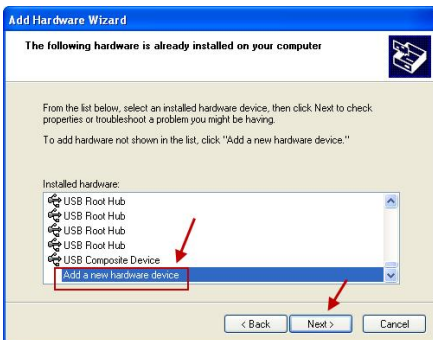 Add Hardware Wizard
The following hardware is already installed on your computer
From the list below, select an installed hardware device, then click Next to check
properties or troubleshoot a problem you might be having.
To add hardware not shown in the list, click "Add a new hardware device."
Installed hardware:
USB Root Hub
USB Root Hub
USB Root Hub
USB Root Hub
USB Composite Device
Add a new hardware device
< Back
Next >
Cancel